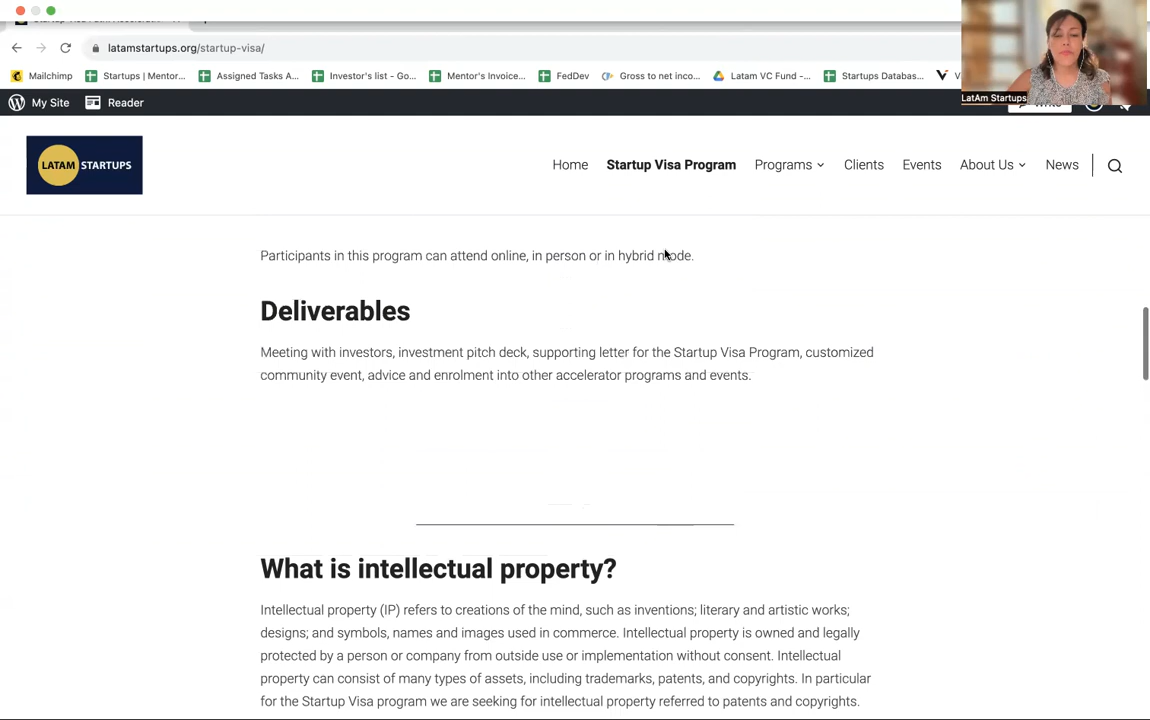 latamstartups.org/startup-visa/
Mailchimp
Startups | Mentor...
Assigned Tasks A...
Investor's list - Go...
Mentor's Invoice...
FedDev
Gross to net inco...
Latam VC Fund -...
Startups Databas...
LatAm Startups
My Site
Reader
LATAM STARTUPS
Home
Startup Visa Program
Programs
Clients
Events
About Us
News
Participants in this program can attend online, in person or in hybrid mode.
Deliverables
Meeting with investors, investment pitch deck, supporting letter for the Startup Visa Program, customized
community event, advice and enrolment into other accelerator programs and events.
What is intellectual property?
Intellectual property (IP) refers to creations of the mind, such as inventions; literary and artistic works;
designs; and symbols, names and images used in commerce. Intellectual property is owned and legally
protected by a person or company from outside use or implementation without consent. Intellectual
property can consist of many types of assets, including trademarks, patents, and copyrights. In particular
for the Startup Visa program we are seeking for intellectual property referred to patents and copyrights.